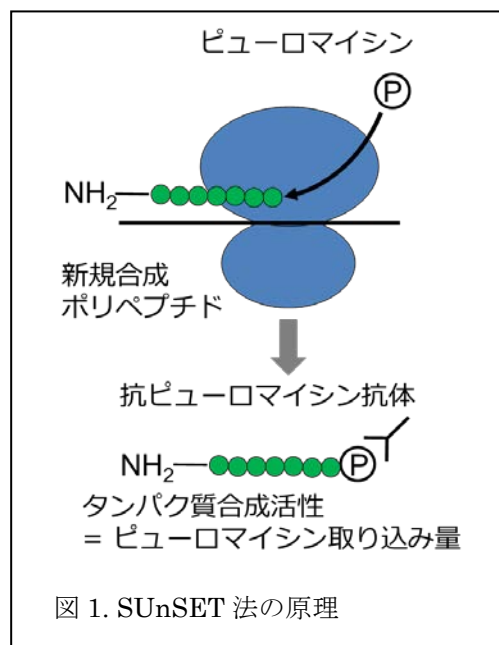 ピューロマイシン
P
NH2
新規合成
ポリペプチド
抗ピューロマイシン抗体
NH2
P
タンパク質合成活性
= ピューロマイシン取り込み量
図 1. SUnSET 法の原理